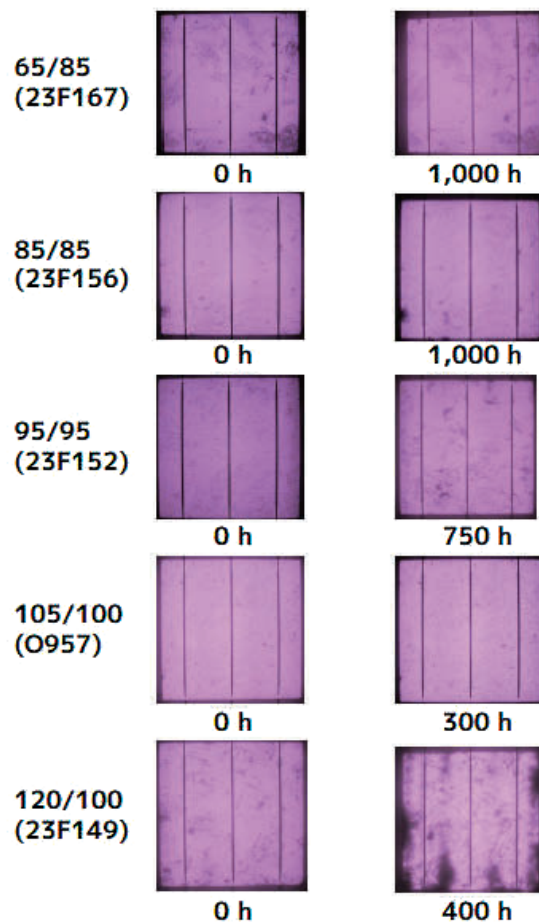 65/85
(23F167)
0 h
1,000 h
85/85
(23F156)
0 h
1,000 h
95/95
(23F152)
0 h
750 h
105/100
(O957)
0 h
300 h
120/100
(23F149)
0 h
400 h